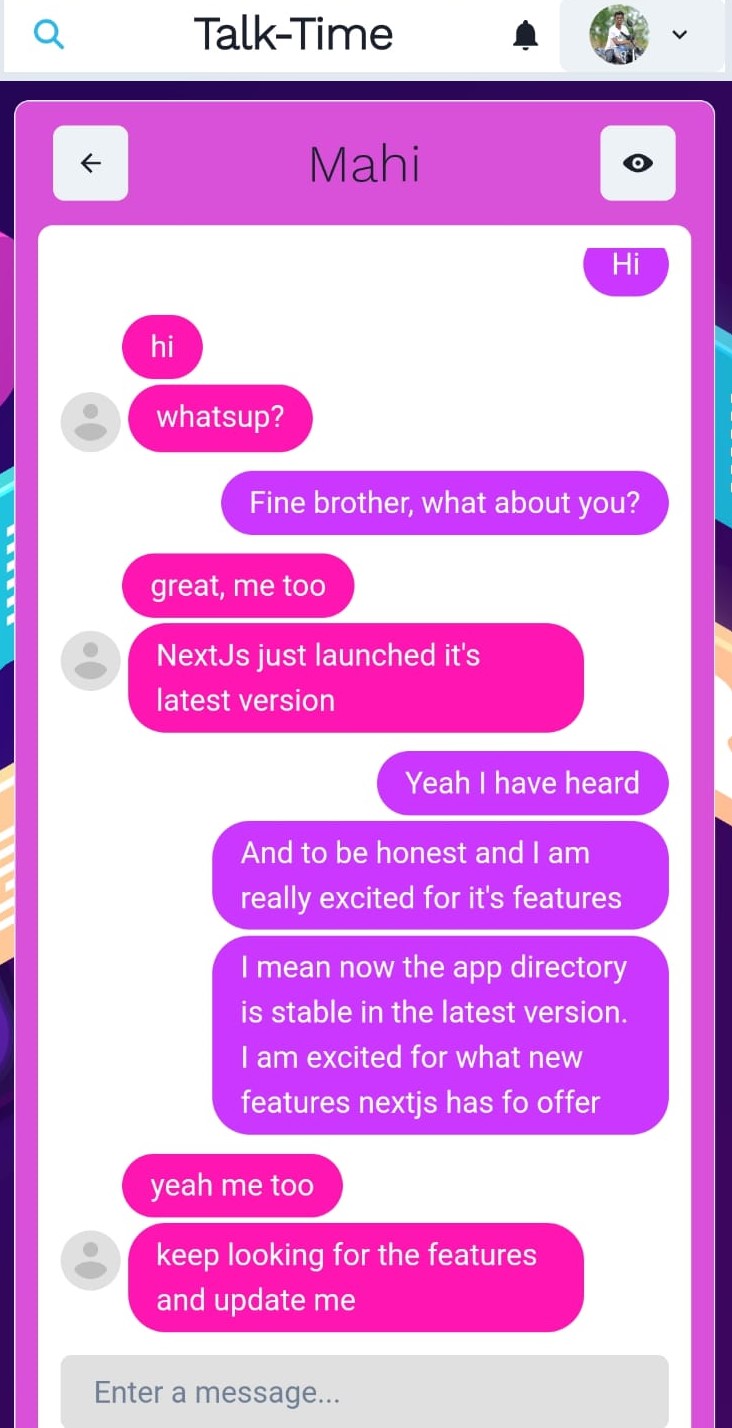 Talk-Time
Mahi
Hi
hi
whatsup?
Fine brother, what about you?
great, me too
NextJs just launched it's
latest version
Yeah I have heard
And to be honest and I am
really excited for it's features
I mean now the app directory
is stable in the latest version.
I am excited for what new
features nextjs has fo offer
yeah me too
keep looking for the features
and update me
Enter a message...